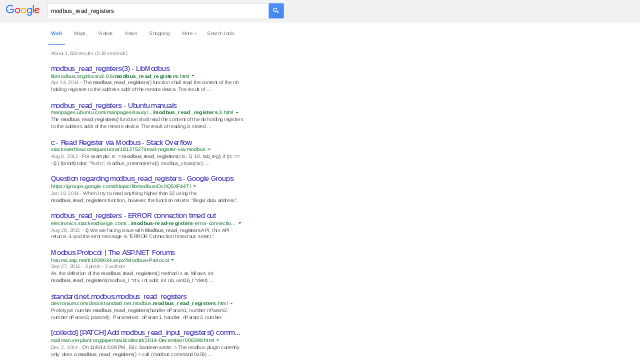 Google
modbus_read_registers
Web Maps Videos News Shopping More Search tools
About 1,680 results (0.18 seconds)
modbus_read_registers(3) - LibModbus
libmodbus.org/docs/v3.0.6/modbus_read_registers.html
Apr 14, 2014 - The modbus_read_registers() function shall read the content of the nb
holding registers to the address addr of the remote device. The result of ...
modbus_read_registers - Ubuntu manuals
manpages.ubuntu.com/manpages/saucy/.../modbus_read_registers.3.html
The modbus_read_registers() function shall read the content of the nb holding registers
to the address addr of the remote device. The result of reading is stored ...
c - Read Register via Modbus - Stack Overflow
stackoverflow.com/questions/18137527/read-register-via-modbus
Aug 8, 2013 - For example: rc = modbus_read_registers(ctx, 0, 10, tab_reg); if (rc ==
-1) { fprintf(stderr, "%s\n", modbus_strerror(errno)); modbus_close(ctx); ...
Question regarding modbus_read_registers - Google Groups
https://groups.google.com/d/topic/libmodbus/
Jan 19, 2014 - When I try to read anything higher than 32 using the
modbus_read_registers function, however, the function returns "Illegal data address".
modbus_read_registers - ERROR connection timed out
electronics.stackexchange.com/...modbus-read-registers-error-connectio...
Aug 28, 2015 - 1) We are facing issue with Modbus_read_registers API, this API
returns -1 and the error message is "ERROR Connection timed out: select".
Modbus Protocol | The ASP.NET Forums
forums.asp.net/t/1938034.aspx?Modbus+Protocol
Sep 27, 2013 - 3 posts - 2 authors
As the definition of the modbus_read_registers() method is as follows: int
modbus_read_registers(modbus_t *ctx, int addr, int nb, uint16_t *dest) ...
standard.net.modbus.modbus_read_registers
devronium.com/doc/standard.net.modbus.modbus_read_registers.html
Prototype: number modbus_read_registers(handler nParam1, number nParam2,
number nParam3, param4); Parameters. nParam1. handler. nParam2. number.
[collectd] [PATCH] Add modbus_read_input_registers() comm...
mailman.verplant.org/pipermail/collectd/2014-December/006398.html
Dec 2, 2014 - On 11/6/14 5:09 PM, Eric Sandeen wrote: > The modbus plugin currently
only does a modbus_read_registers() > call (modbus command 0x03) ...